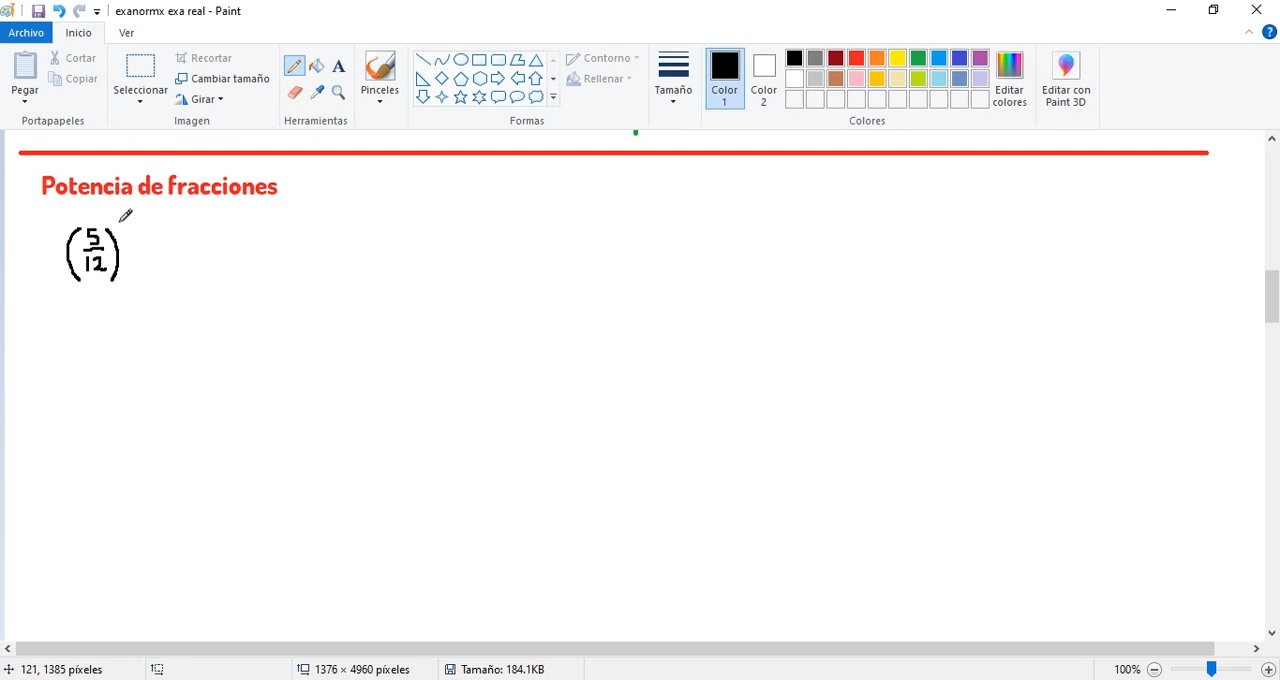 exanormx exa real - Paint
Archivo Inicio Ver
Pegar
Cortar
Copiar
Portapapeles
Seleccionar
Recortar
Cambiar tamaño
Girar
Imagen
A
Herramientas
Pinceles
Contorno
Rellenar
Formas
Tamaño
Color 1
Color 2
Editar colores
Colores
Editar con Paint 3D
Potencia de fracciones
(5/12)
121, 1385 píxeles
1376 × 4960 píxeles
Tamaño: 184.1KB
100%